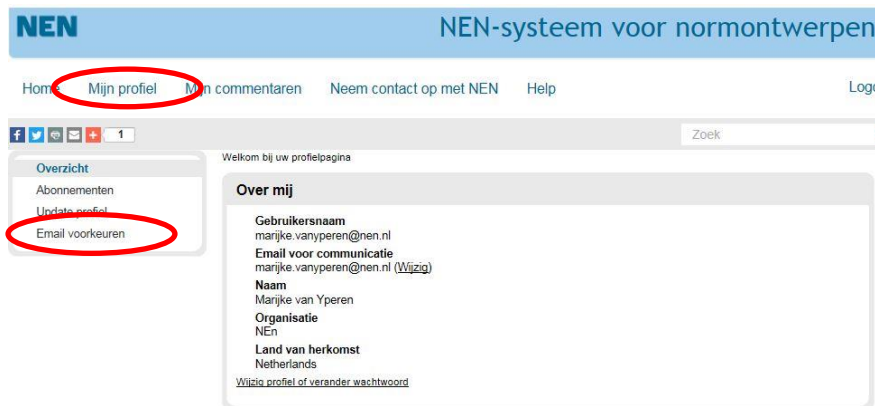 NEN
NEN-systeem voor normontwerpen
Home Mijn profiel Mijn commentaren Neem contact op met NEN Help
1
Zoek
Overzicht
Abonnementen
Update profiel
Email voorkeuren
Welkom bij uw profielpagina
Over mij
Gebruikersnaam
marijke.vanyperen@nen.nl
Email voor communicatie
marijke.vanyperen@nen.nl (Wijzig)
Naam
Marijke van Yperen
Organisatie
NEn
Land van herkomst
Netherlands
Wijzig profiel of verander wachtwoord